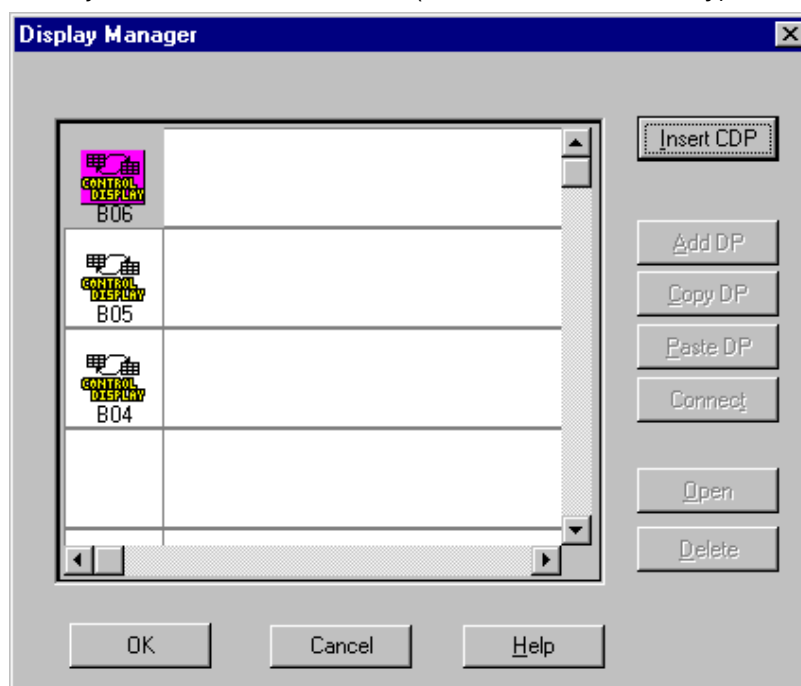 Display Manager
CONTROL
DISPLAY
B06
CONTROL
DISPLAY
B05
CONTROL
DISPLAY
B04
Insert CDP
Add DP
Copy DP
Paste DP
Connect
Open
Delete
OK
Cancel
Help